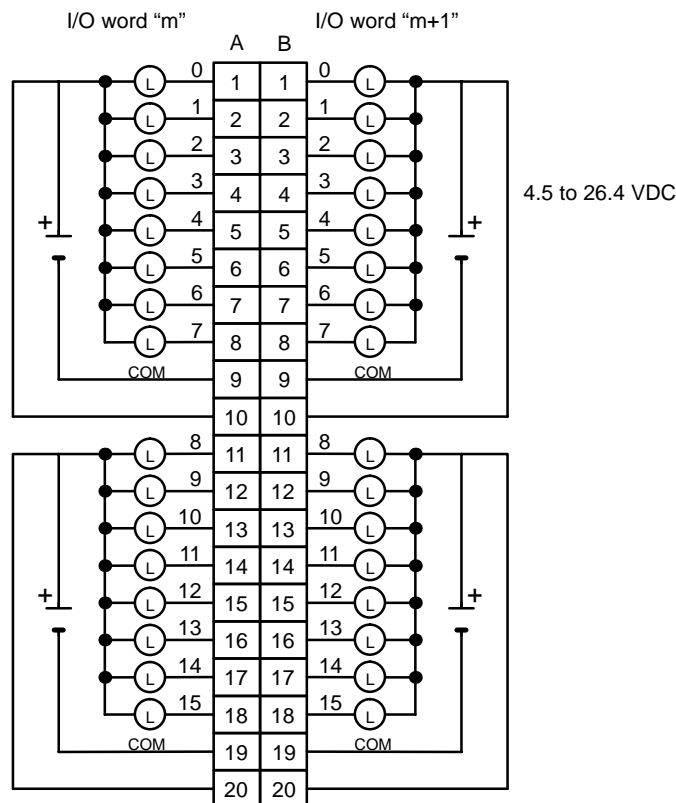 I/O word “m” I/O word “m+1”
A B
L 0 1 1 0 L
L 1 2 2 1 L
L 2 3 3 2 L
L 3 4 4 3 L 4.5 to 26.4 VDC
+ L 4 5 5 4 L +
L 5 6 6 5 L
L 6 7 7 6 L
L 7 8 8 7 L
COM 9 9 COM
10 10
L 8 11 11 8 L
L 9 12 12 9 L
L 10 13 13 10 L
L 11 14 14 11 L
+ L 12 15 15 12 L +
L 13 16 16 13 L
L 14 17 17 14 L
L 15 18 18 15 L
COM 19 19 COM
20 20